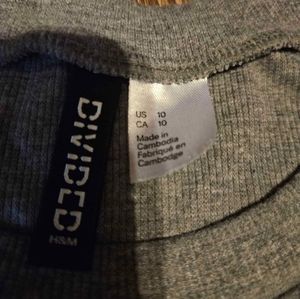 DIVIDED
H&M
US 10
CA 10
Made in
Cambodia
Fabriqué en
Cambodge